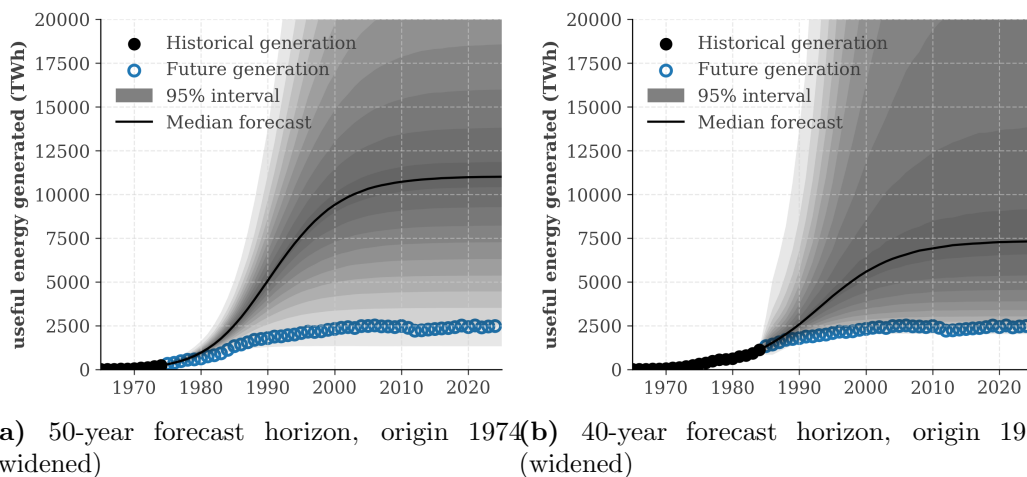 useful energy generated (TWh)
20000
17500
15000
12500
10000
7500
5000
2500
0
Historical generation
Future generation
95% interval
Median forecast
1970 1980 1990 2000 2010 2020
useful energy generated (TWh)
20000
17500
15000
12500
10000
7500
5000
2500
0
Historical generation
Future generation
95% interval
Median forecast
1970 1980 1990 2000 2010 2020
a) 50-year forecast horizon, origin 1974
widened)
(b) 40-year forecast horizon, origin 19
(widened)